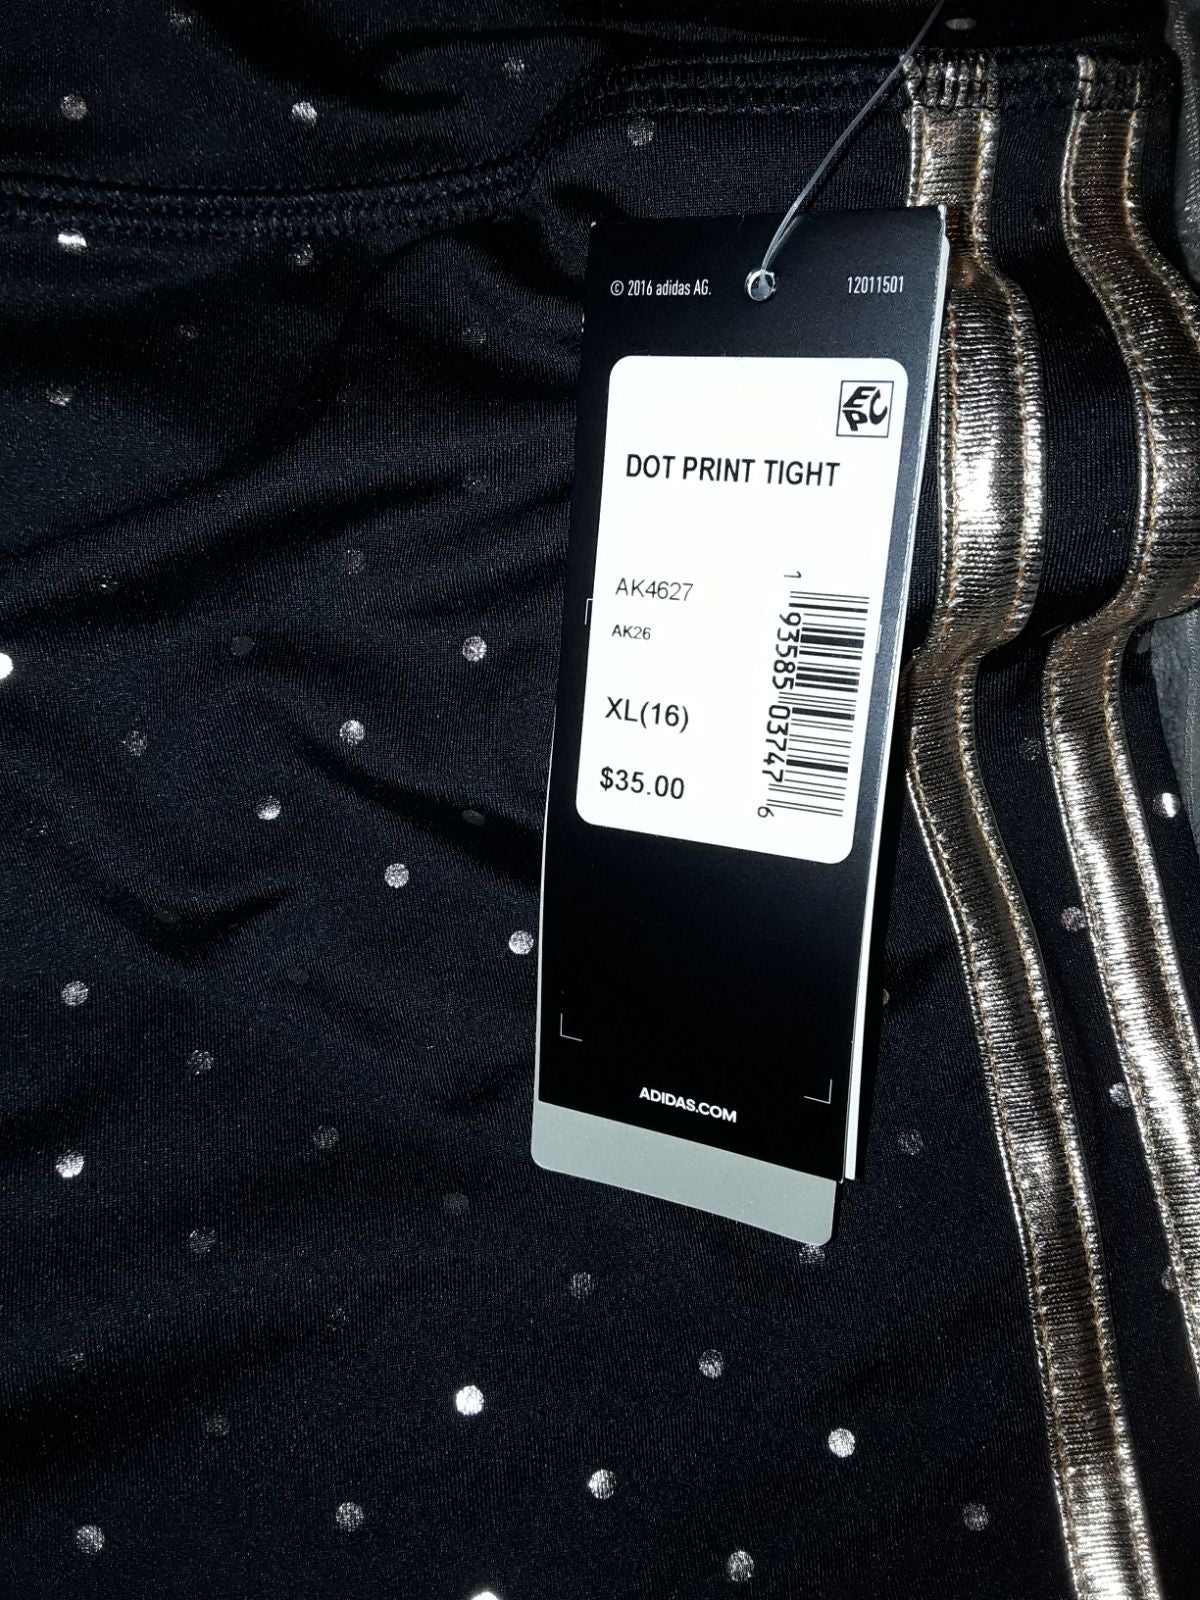 © 2016 adidas AG. 12011501
EPC
DOT PRINT TIGHT
AK4627
AK26
XL(16)
$35.00
1 93585 03747 6
ADIDAS.COM